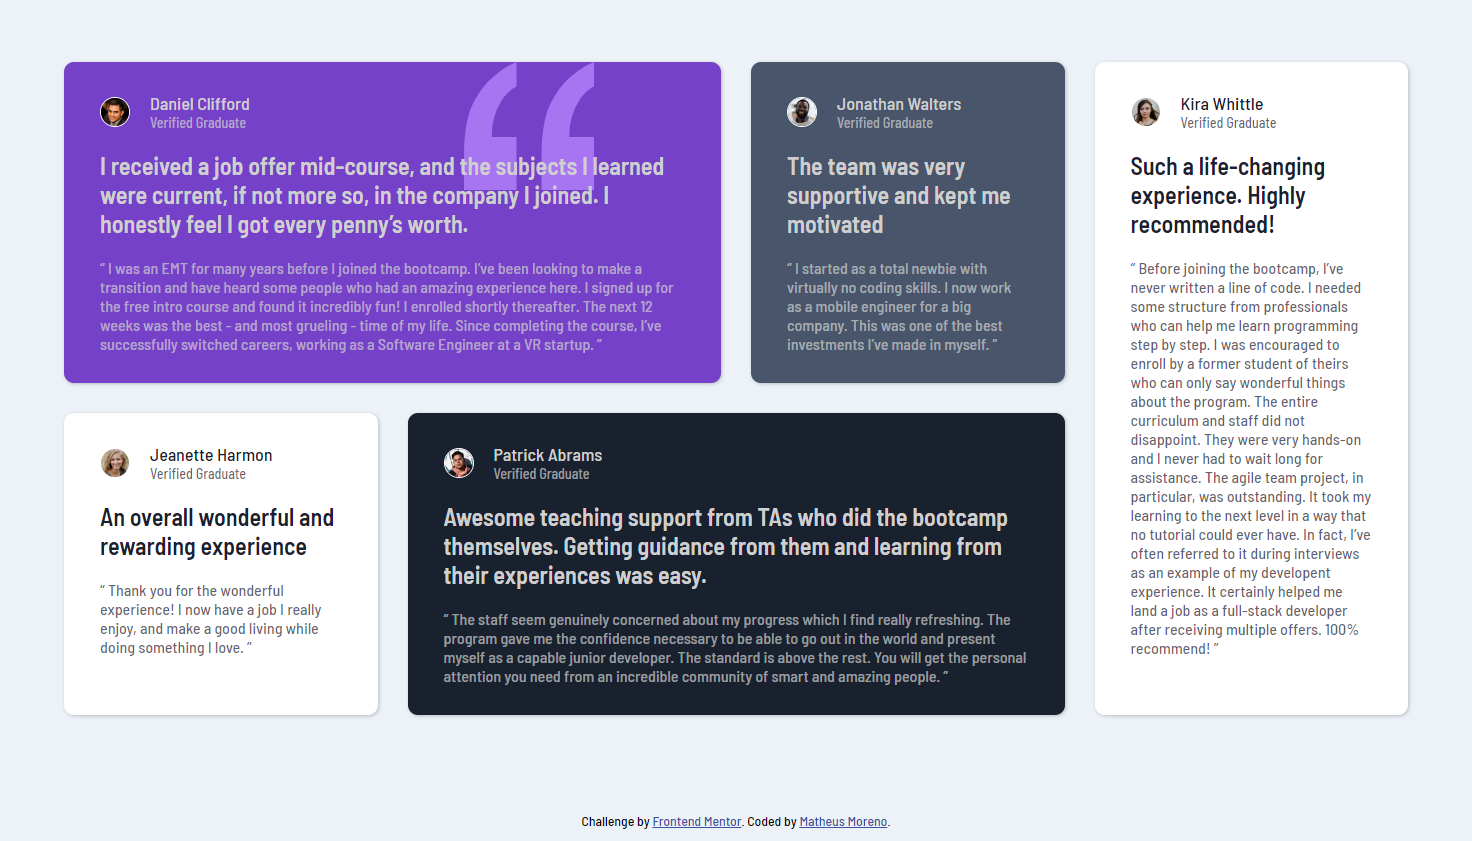 Daniel Clifford
Verified Graduate
I received a job offer mid-course, and the subjects I learned
were current, if not more so, in the company I joined. I
honestly feel I got every penny’s worth.
“ I was an EMT for many years before I joined the bootcamp. I’ve been looking to make a
transition and have heard some people who had an amazing experience here. I signed up for
the free intro course and found it incredibly fun! I enrolled shortly thereafter. The next 12
weeks was the best - and most grueling - time of my life. Since completing the course, I’ve
successfully switched careers, working as a Software Engineer at a VR startup. ”
Jonathan Walters
Verified Graduate
The team was very
supportive and kept me
motivated
“ I started as a total newbie with
virtually no coding skills. I now work
as a mobile engineer for a big
company. This was one of the best
investments I’ve made in myself. ”
Kira Whittle
Verified Graduate
Such a life-changing
experience. Highly
recommended!
“ Before joining the bootcamp, I’ve
never written a line of code. I needed
some structure from professionals
who can help me learn programming
step by step. I was encouraged to
enroll by a former student of theirs
who can only say wonderful things
about the program. The entire
curriculum and staff did not
disappoint. They were very hands-on
and I never had to wait long for
assistance. The agile team project, in
particular, was outstanding. It took my
learning to the next level in a way that
no tutorial could ever have. In fact, I’ve
often referred to it during interviews
as an example of my developent
experience. It certainly helped me
land a job as a full-stack developer
after receiving multiple offers. 100%
recommend! ”
Jeanette Harmon
Verified Graduate
An overall wonderful and
rewarding experience
“ Thank you for the wonderful
experience! I now have a job I really
enjoy, and make a good living while
doing something I love. ”
Patrick Abrams
Verified Graduate
Awesome teaching support from TAs who did the bootcamp
themselves. Getting guidance from them and learning from
their experiences was easy.
“ The staff seem genuinely concerned about my progress which I find really refreshing. The
program gave me the confidence necessary to be able to go out in the world and present
myself as a capable junior developer. The standard is above the rest. You will get the personal
attention you need from an incredible community of smart and amazing people. ”
Challenge by Frontend Mentor. Coded by Matheus Moreno.